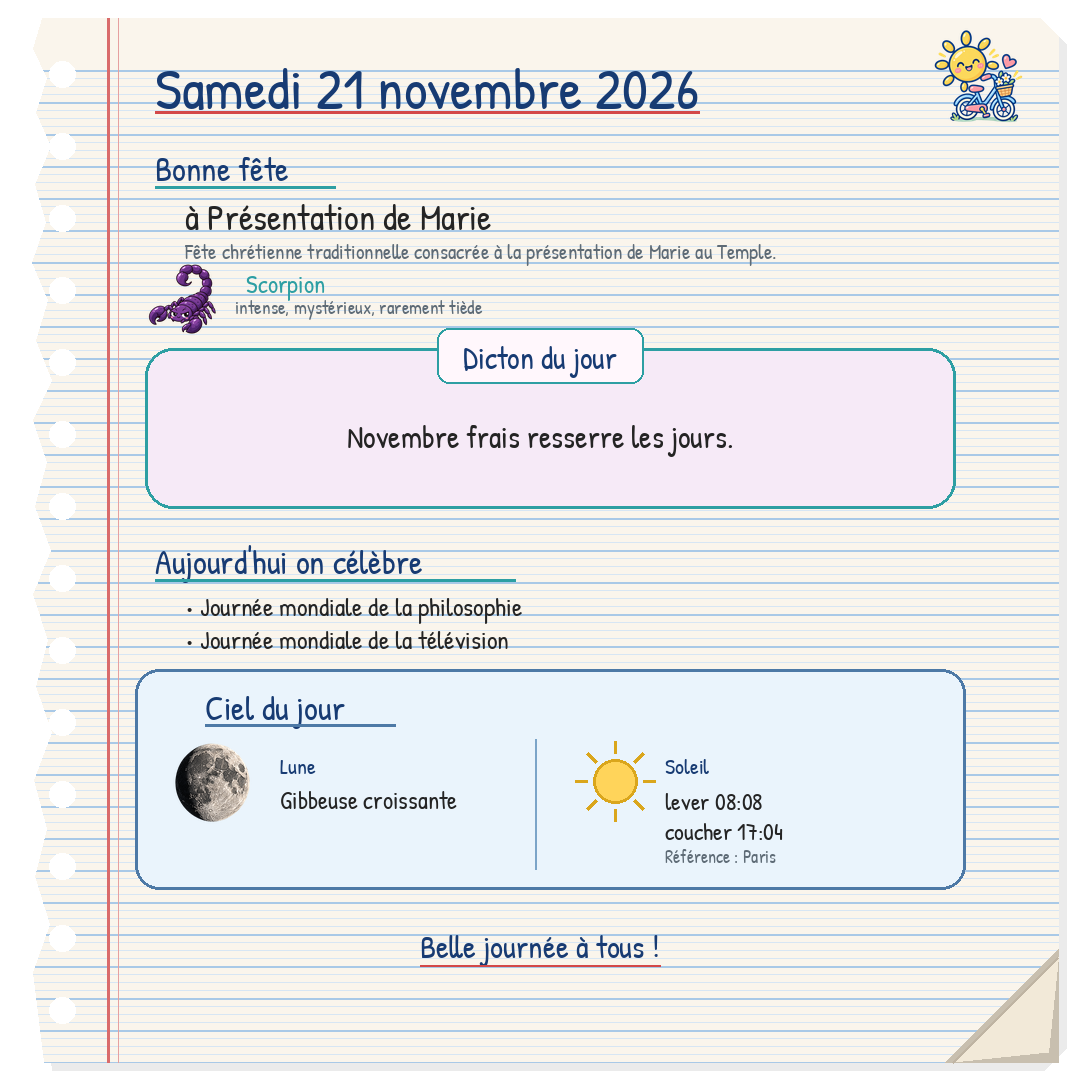 Samedi 21 novembre 2026
Bonne fête
à Présentation de Marie
Fête chrétienne traditionnelle consacrée à la présentation de Marie au Temple.
Scorpion
intense, mystérieux, rarement tiède
Dicton du jour
Novembre frais resserre les jours.
Aujourd'hui on célèbre
• Journée mondiale de la philosophie
• Journée mondiale de la télévision
Ciel du jour
Lune
Gibbeuse croissante
Soleil
lever 08:08
coucher 17:04
Référence : Paris
Belle journée à tous !